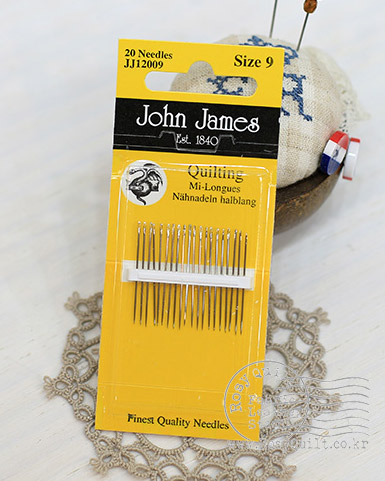 20 Needles
JJ12009
Size 9
John James
Est. 1840
Quilting
Mi-Longues
Nähnadeln halblang
Finest Quality Needles